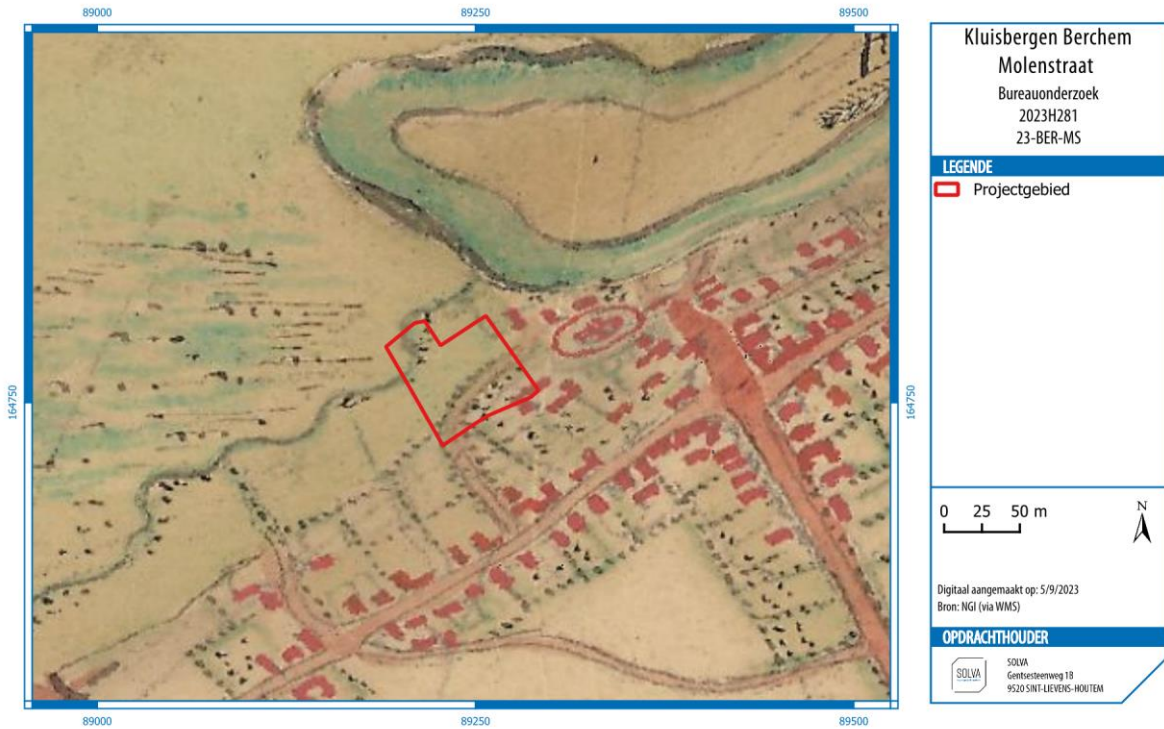 89000
89250
89500
164750
164750
89000
89250
89500
Kluisbergen Berchem
Molenstraat
Bureauonderzoek
2023H281
23-BER-MS
LEGENDE
Projectgebied
0 25 50 m
N
Digitaal aangemaakt op: 5/9/2023
Bron: NGI (via WMS)
OPDRACHTHOUDER
SOLVA
SOLVA
Gentsesteenweg 1B
9520 SINT-LIEVENS-HOUTEM